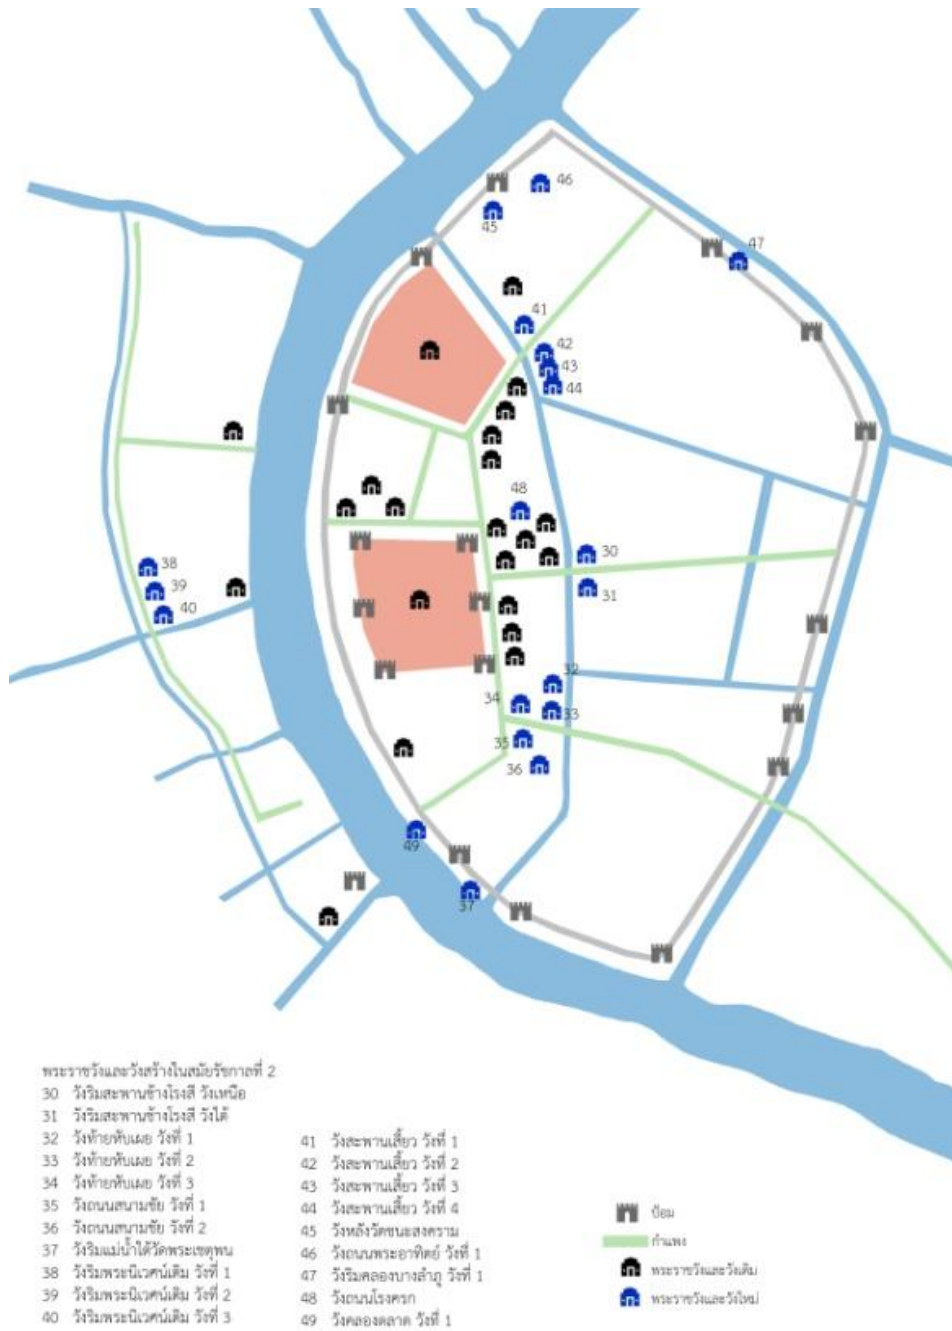 46
45
47
41
42
43
44
48
30
38
39
31
40
32
34
33
35
36
49
37
พระราชวังและวังสร้างในสมัยรัชกาลที่ 2
30 วังริมสะพานช้างโรงสี วังเหนือ
31 วังริมสะพานช้างโรงสี วังใต้
32 วังท้ายหับเผย วังที่ 1
33 วังท้ายหับเผย วังที่ 2
34 วังท้ายหับเผย วังที่ 3
35 วังถนนสนามชัย วังที่ 1
36 วังถนนสนามชัย วังที่ 2
37 วังริมแม่น้ำใต้วัดพระเชตุพน
38 วังริมพระนิเวศน์เดิม วังที่ 1
39 วังริมพระนิเวศน์เดิม วังที่ 2
40 วังริมพระนิเวศน์เดิม วังที่ 3
41 วังสะพานเสี้ยว วังที่ 1
42 วังสะพานเสี้ยว วังที่ 2
43 วังสะพานเสี้ยว วังที่ 3
44 วังสะพานเสี้ยว วังที่ 4
45 วังหลังวัดชนะสงคราม
46 วังถนนพระอาทิตย์ วังที่ 1
47 วังริมคลองบางลำภู วังที่ 1
48 วังถนนโรงครก
49 วังคลองตลาด วังที่ 1
ป้อม
กำแพง
พระราชวังและวังเดิม
พระราชวังและวังใหม่